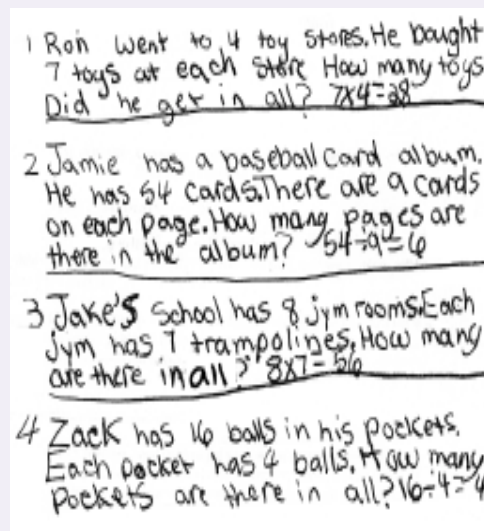 1 Ron went to 4 toy stores. He bought
7 toys at each store How many toys
Did he get in all? 7x4=28
2 Jamie has a baseball card album.
He has 54 cards. There are 9 cards
on each page. How many pages are
there in the album? 54÷9=6
3 Jake's School has 8 jym rooms. Each
jym has 7 trampolines. How many
are there in all? 8x7=56
4 Zack has 16 balls in his pockets.
Each pocket has 4 balls. How many
pockets are there in all? 16÷4=4